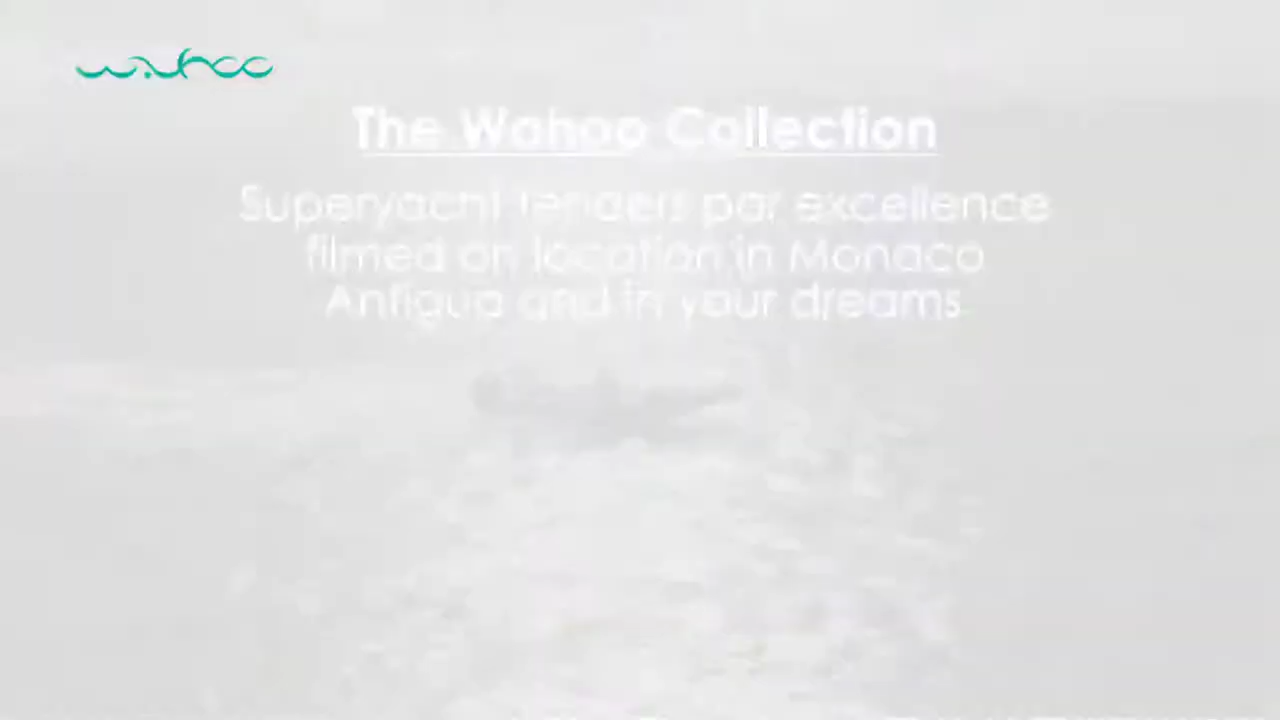 wahoo
The Wahoo Collection
Superyacht tenders par excellence
filmed on location in Monaco
Antigua and in your dreams